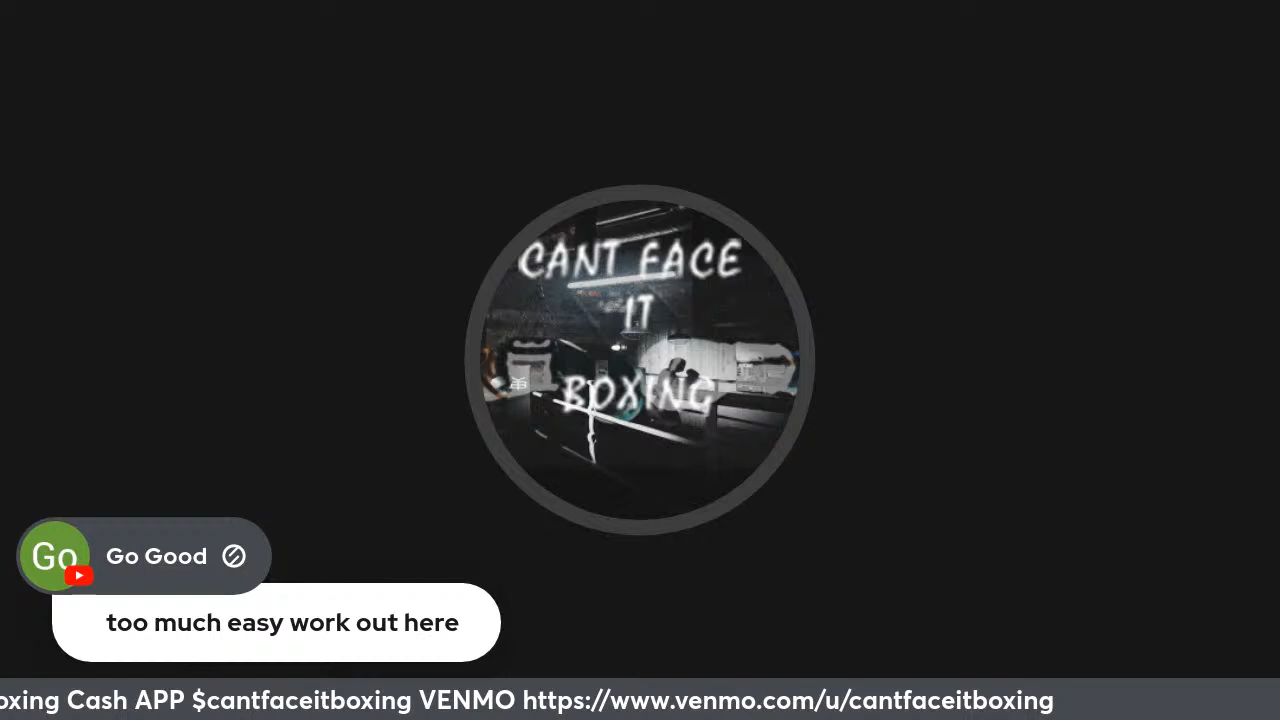 CANT FACE
IT
BOXING
Go
Go Good
too much easy work out here
oxing Cash APP $cantfaceitboxing VENMO https://www.venmo.com/u/cantfaceitboxing